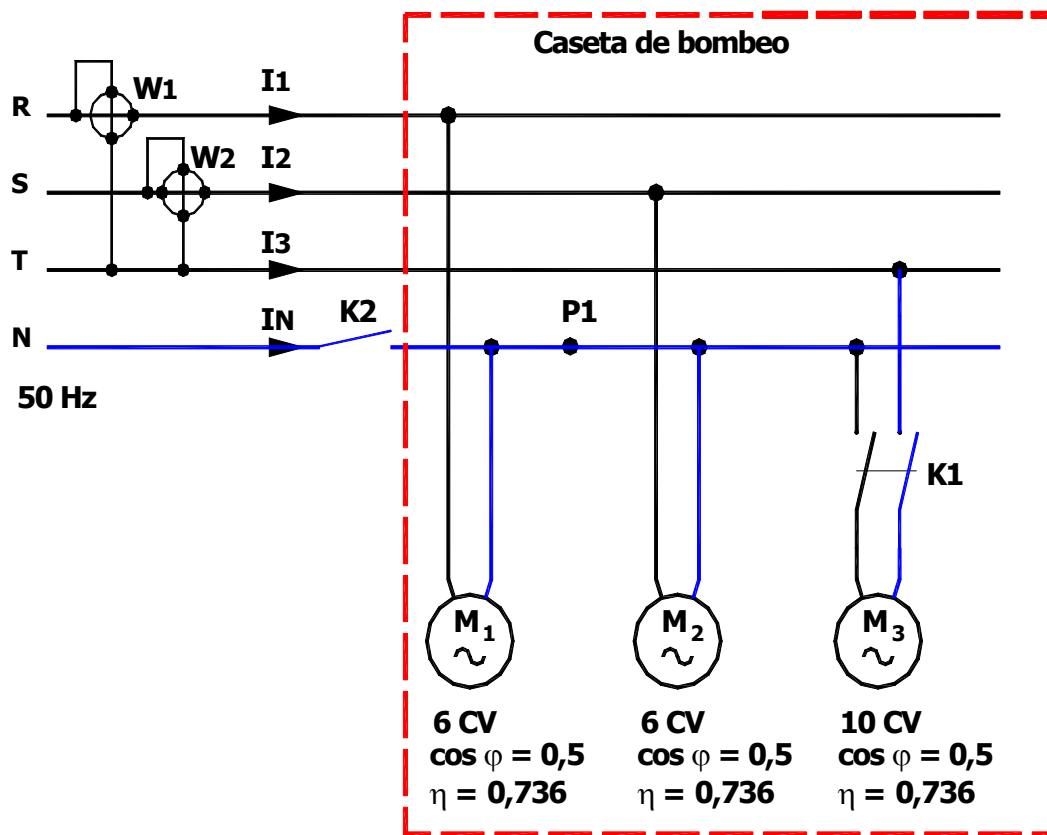 Caseta de bombeo
W1
I1
R
W2
I2
S
I3
T
IN
K2
P1
N
50 Hz
K1
M1
M2
M3
6 CV
cos φ = 0,5
η = 0,736
6 CV
cos φ = 0,5
η = 0,736
10 CV
cos φ = 0,5
η = 0,736